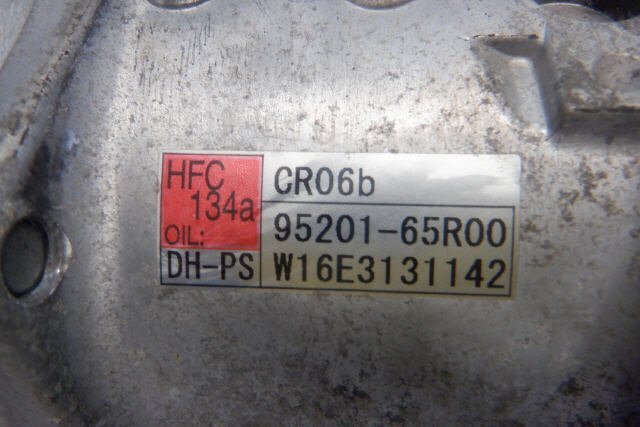 HFC
134a
OIL:
DH-PS
CR06b
95201-65R00
W16E3131142